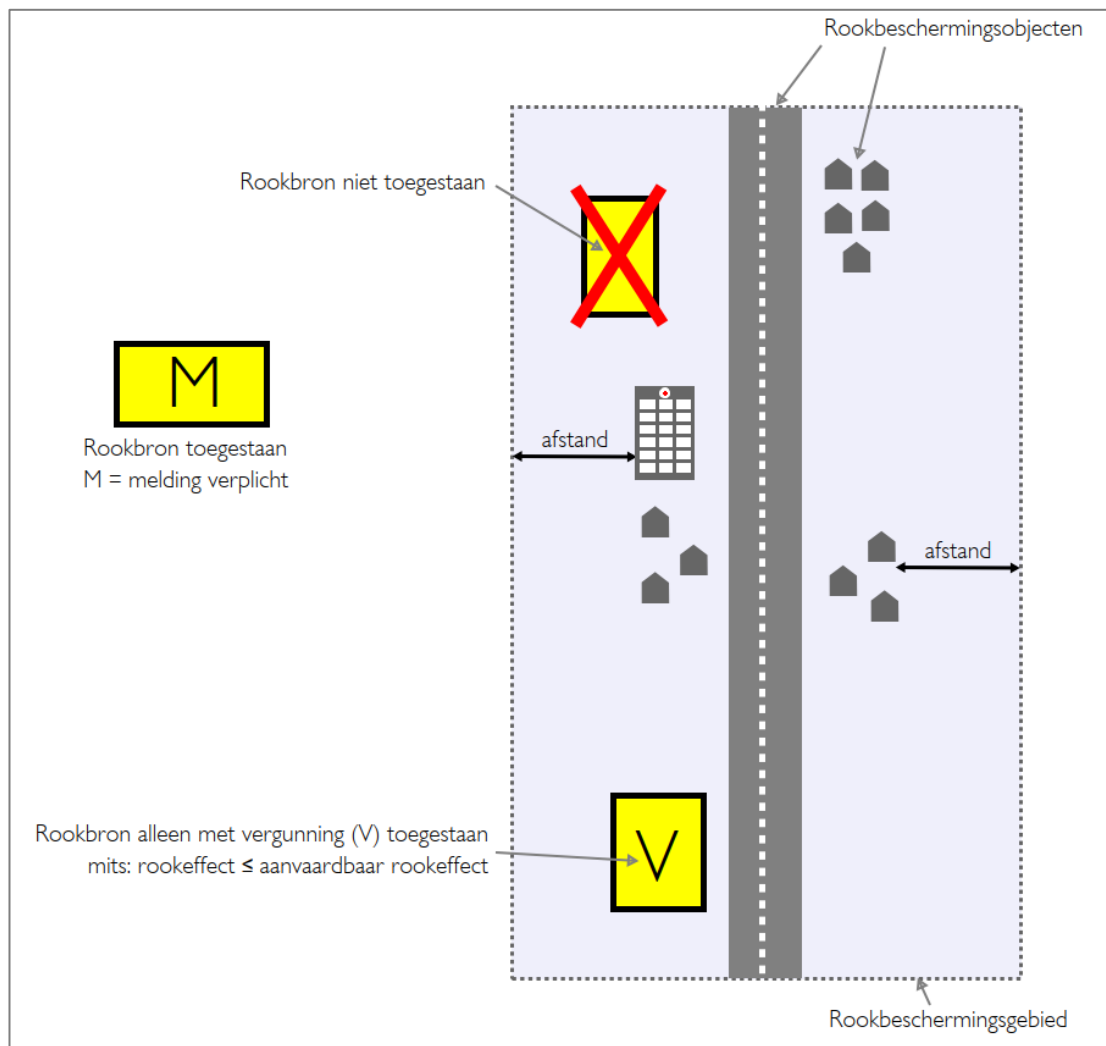 Rookbeschermingsobjecten
Rookbron niet toegestaan
M
Rookbron toegestaan
M = melding verplicht
afstand
afstand
Rookbron alleen met vergunning (V) toegestaan
mits: rookeffect ≤ aanvaardbaar rookeffect
V
Rookbeschermingsgebied